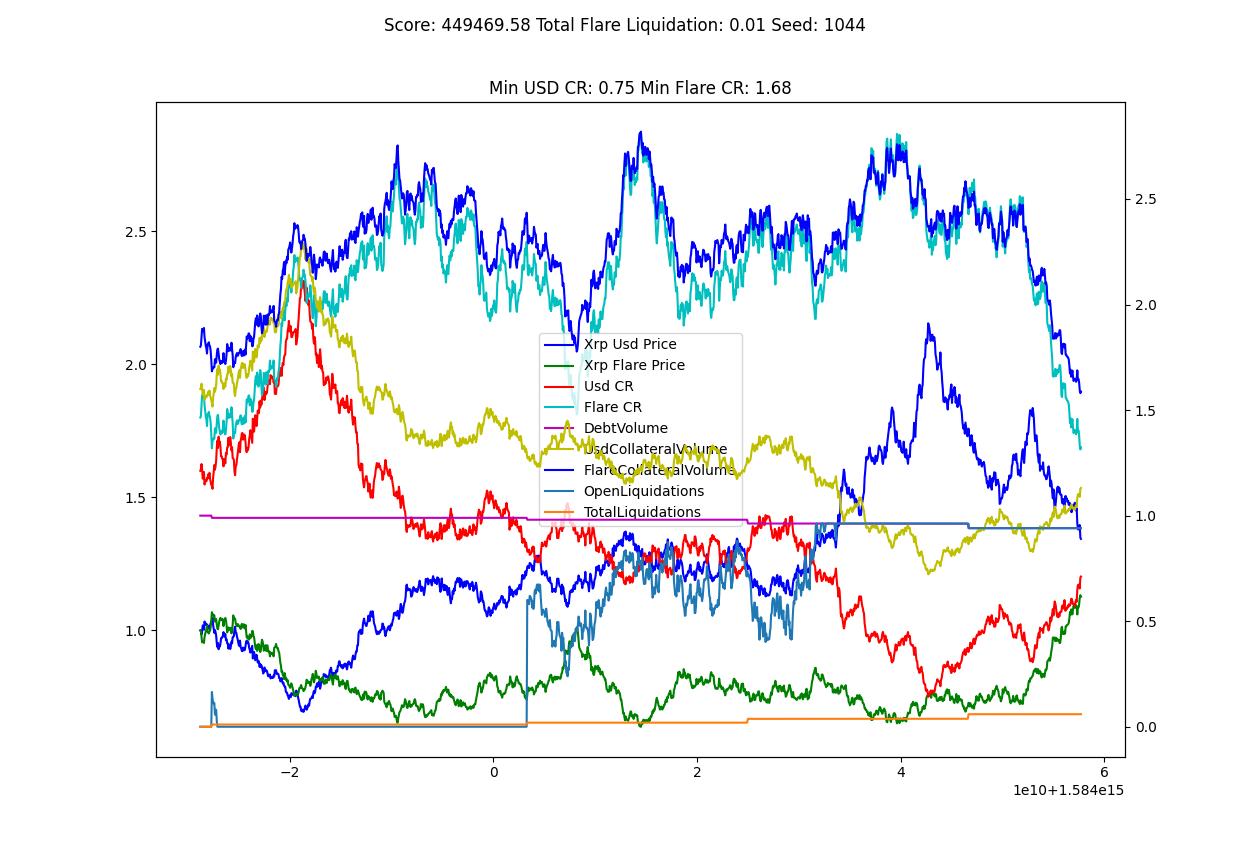 Score: 449469.58 Total Flare Liquidation: 0.01 Seed: 1044
Min USD CR: 0.75 Min Flare CR: 1.68
2.5
2.0
1.5
1.0
2.5
2.0
1.5
1.0
0.5
0.0
Xrp Usd Price
Xrp Flare Price
Usd CR
Flare CR
DebtVolume
UsdCollateralVolume
FlareCollateralVolume
OpenLiquidations
TotalLiquidations
−2 0 2 4 6
1e10+1.584e15